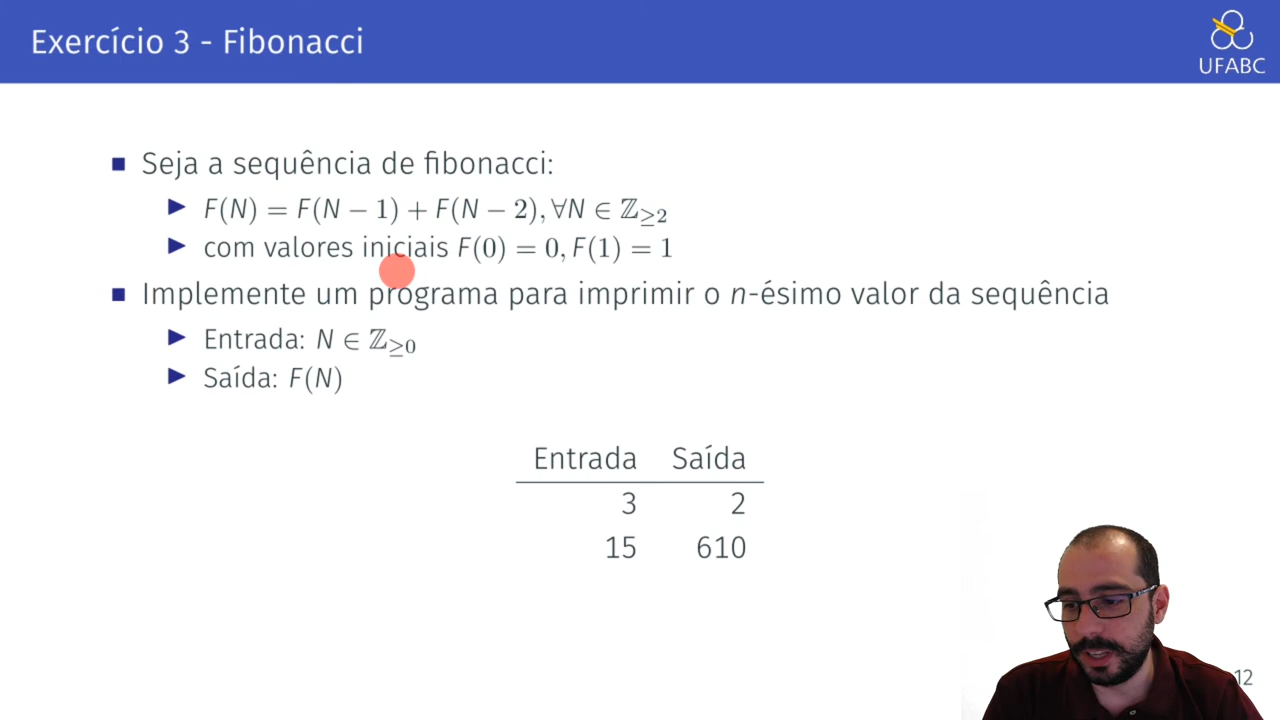 Exercício 3 - Fibonacci
UFABC
Seja a sequência de fibonacci:
F(N) = F(N − 1) + F(N − 2), ∀N ∈ ℤ≥2
com valores iniciais F(0) = 0, F(1) = 1
Implemente um programa para imprimir o n-ésimo valor da sequência
Entrada: N ∈ ℤ≥0
Saída: F(N)
Entrada Saída
3 2
15 610
12